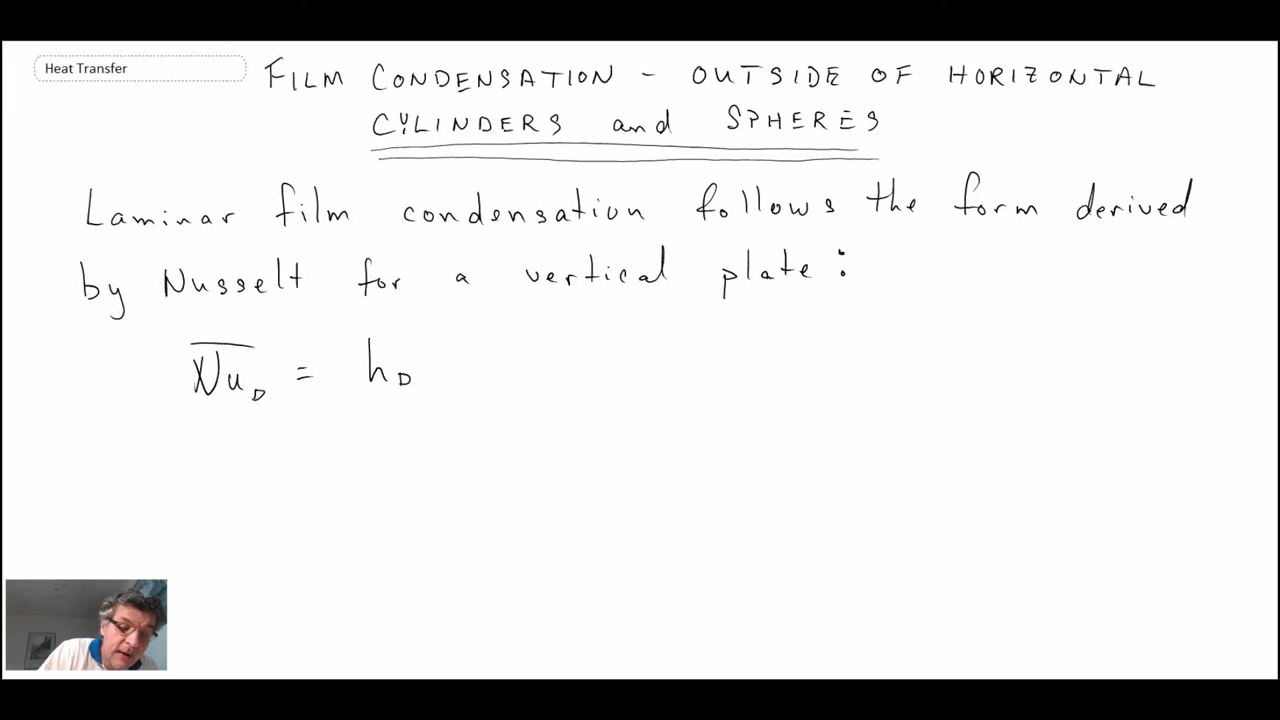 Heat Transfer
FILM CONDENSATION - OUTSIDE OF HORIZONTAL
CYLINDERS and SPHERES
Laminar film condensation follows the form derived
by Nusselt for a vertical plate:
N̅u̅_D = h_D